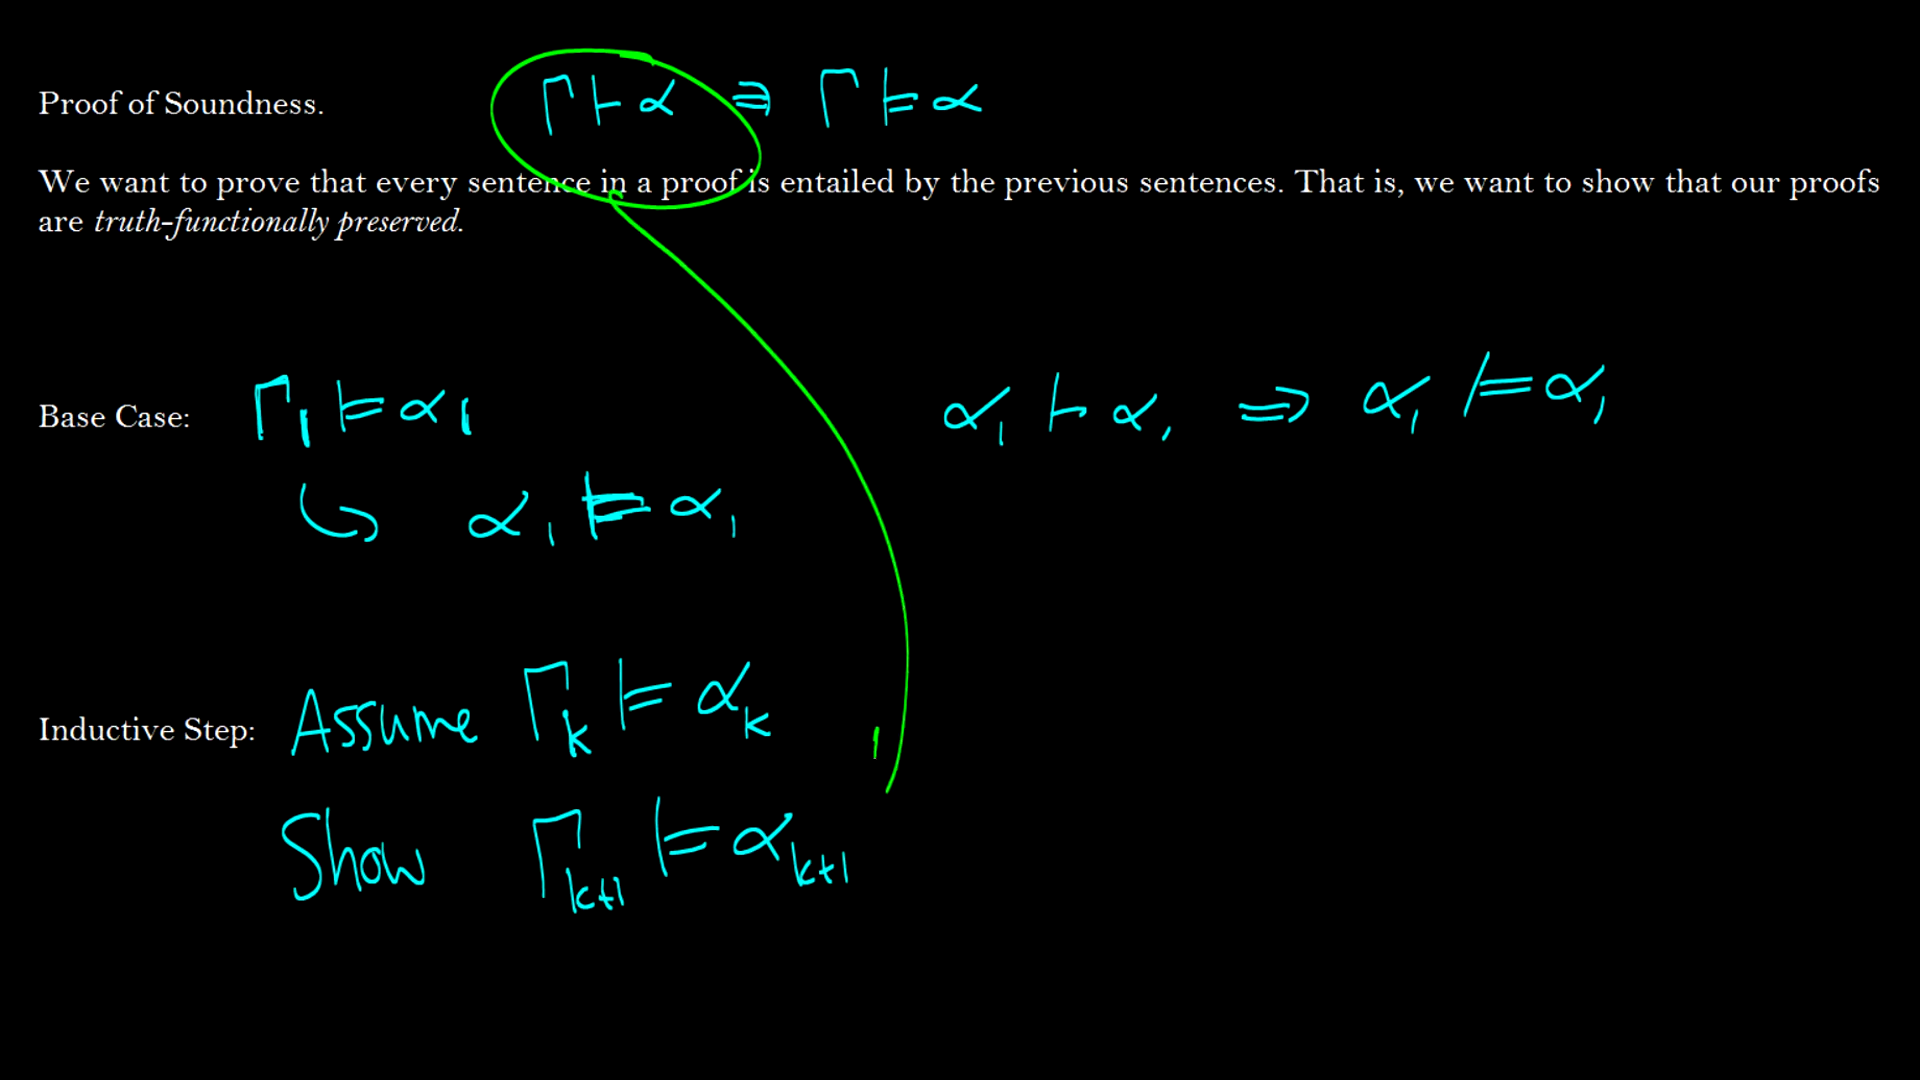 Proof of Soundness. Γ ⊢ α ⇒ Γ ⊨ α
We want to prove that every sentence in a proof is entailed by the previous sentences. That is, we want to show that our proofs
are truth-functionally preserved.
Base Case: Γ₁ ⊨ α₁ α₁ ⊢ α₁ ⇒ α₁ ⊨ α₁
↳ α₁ ⊨ α₁
Inductive Step: Assume Γₖ ⊨ αₖ
Show Γₖ₊₁ ⊨ αₖ₊₁